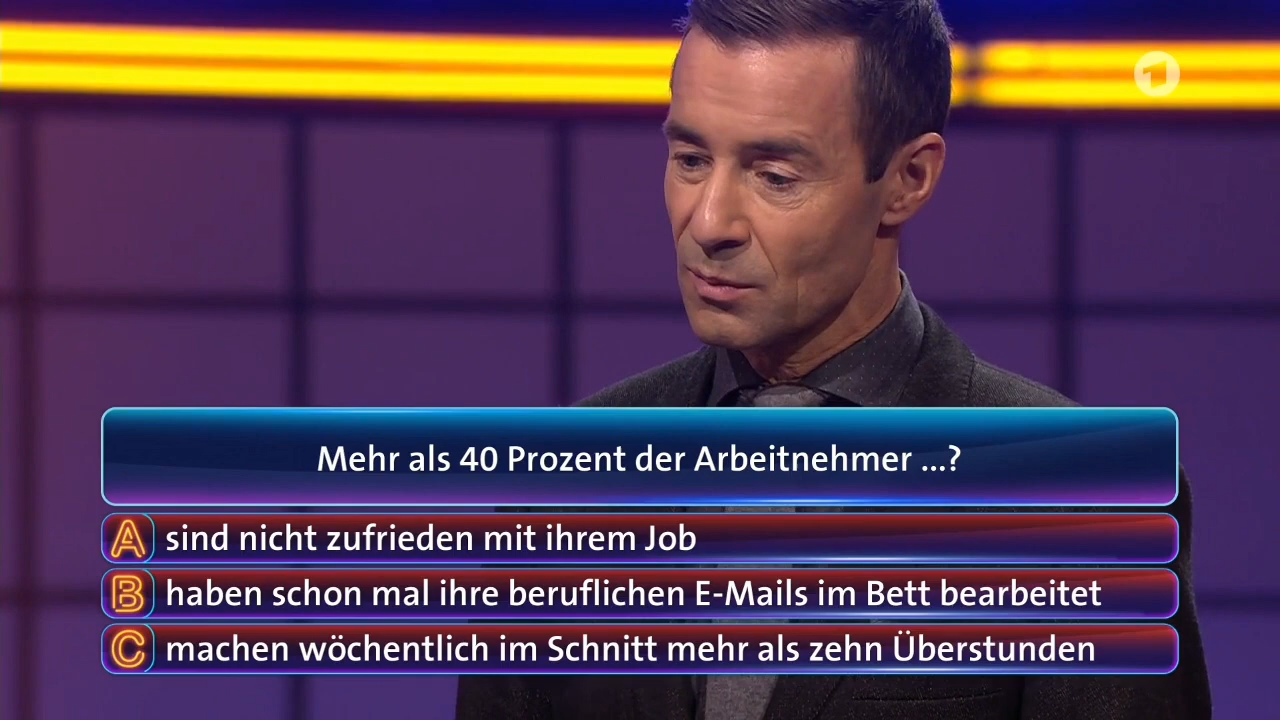 1
Mehr als 40 Prozent der Arbeitnehmer ...?
A sind nicht zufrieden mit ihrem Job
B haben schon mal ihre beruflichen E-Mails im Bett bearbeitet
C machen wöchentlich im Schnitt mehr als zehn Überstunden